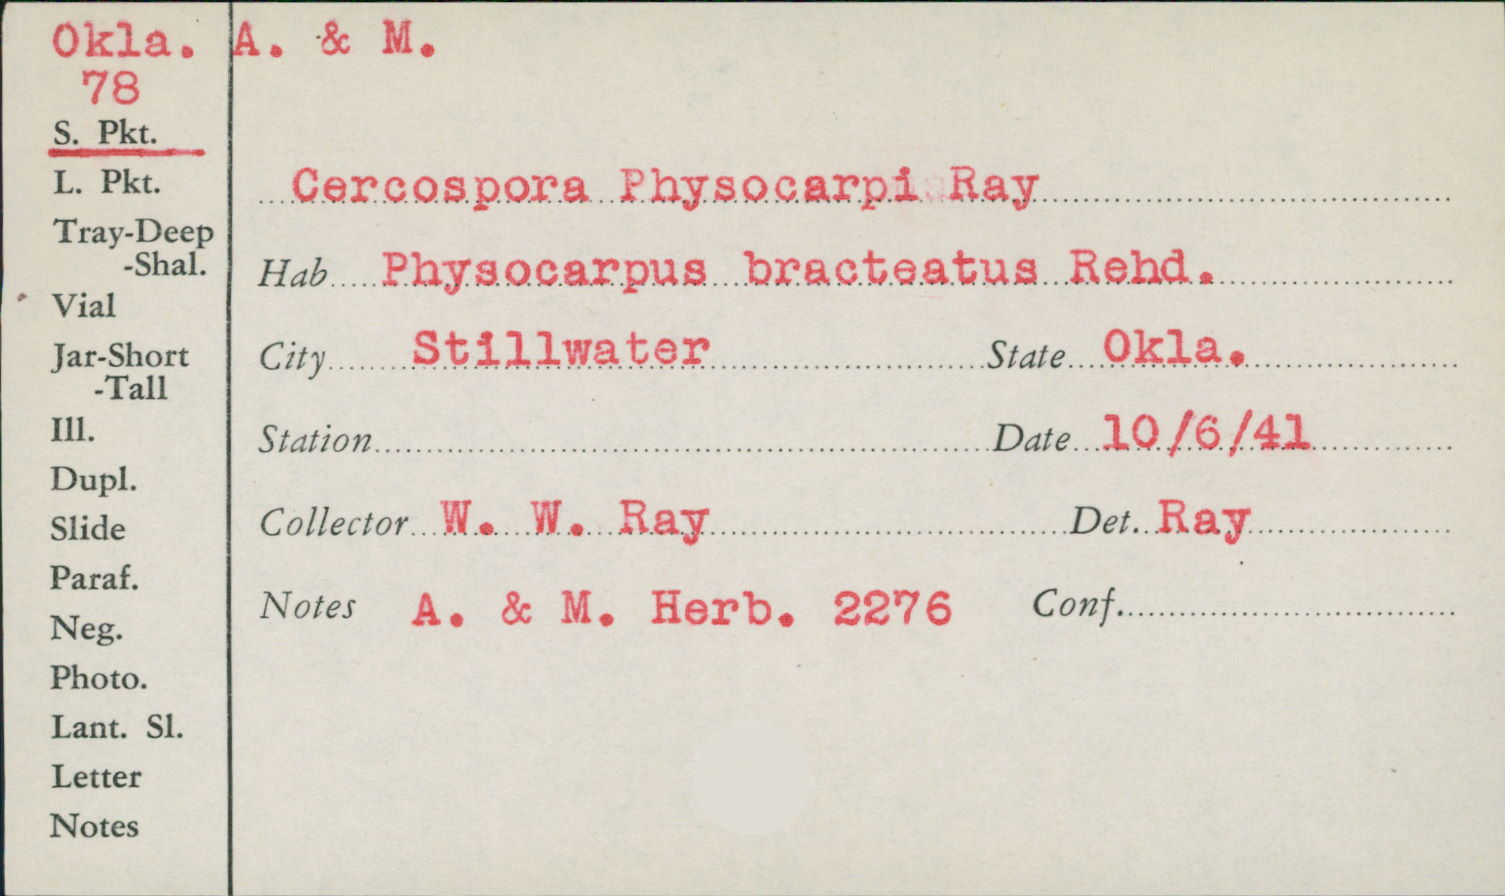 Okla. A. & M.
78
S. Pkt.
L. Pkt.
Tray-Deep
-Shal.
Vial
Jar-Short
-Tall
Ill.
Dupl.
Slide
Paraf.
Neg.
Photo.
Lant. Sl.
Letter
Notes
Cercospora Physocarpi Ray
Hab Physocarpus bracteatus Rehd.
City Stillwater State Okla.
Station Date 10/6/41
Collector W. W. Ray Det. Ray
Notes A. & M. Herb. 2276 Conf.